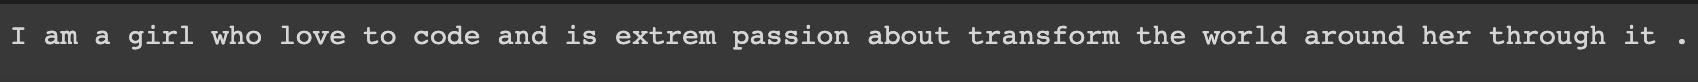 I am a girl who love to code and is extrem passion about transform the world around her through it .